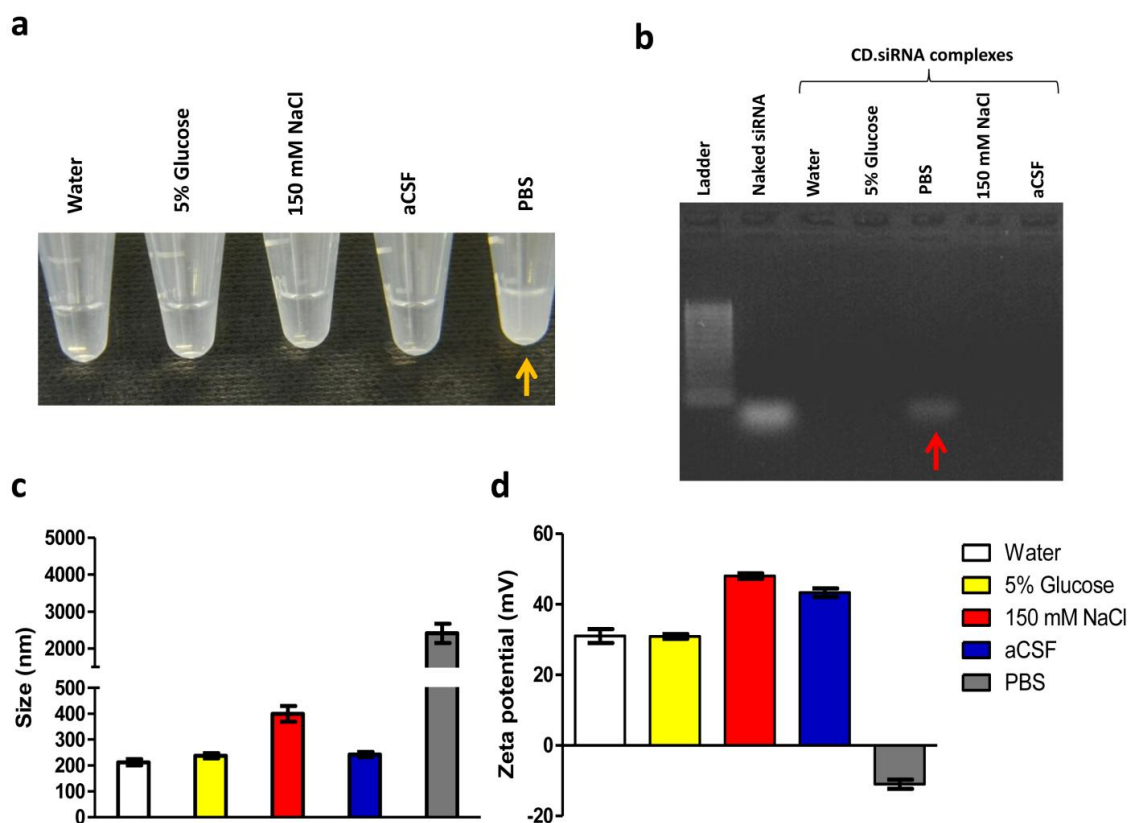 a
Water
5% Glucose
150 mM NaCl
aCSF
PBS
b
CD.siRNA complexes
Ladder
Naked siRNA
Water
5% Glucose
PBS
150 mM NaCl
aCSF
c
Size (nm)
5000
4000
3000
2000
500
400
300
200
100
0
d
Zeta potential (mV)
60
40
20
0
-20
Water
5% Glucose
150 mM NaCl
aCSF
PBS